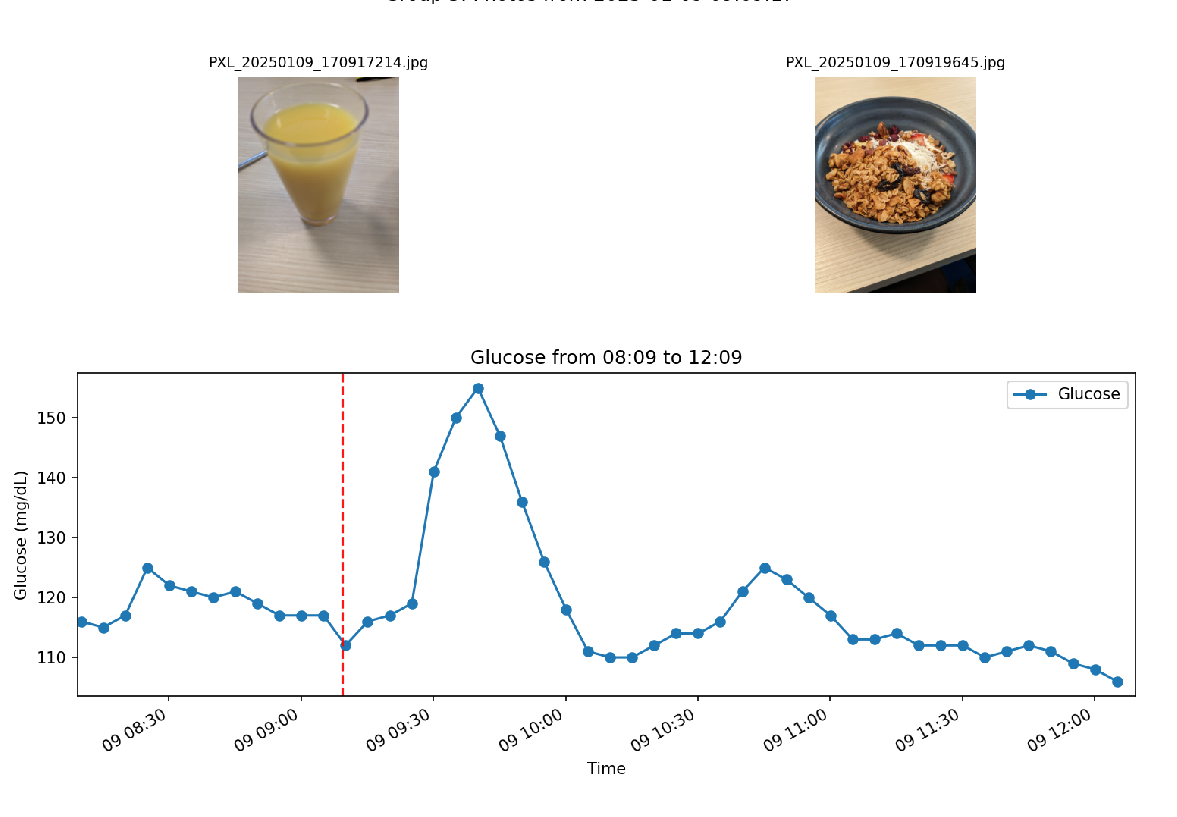 PXL_20250109_170917214.jpg
PXL_20250109_170919645.jpg
Glucose from 08:09 to 12:09
Glucose
Glucose (mg/dL)
150
140
130
120
110
09 08:30
09 09:00
09 09:30
09 10:00
09 10:30
09 11:00
09 11:30
09 12:00
Time